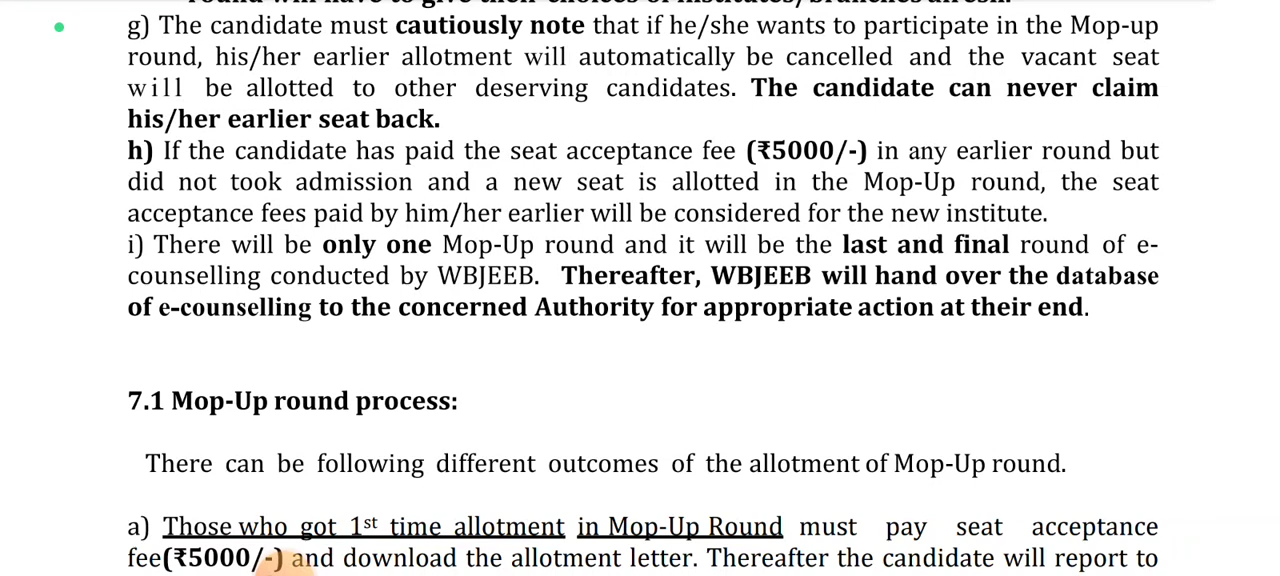 g) The candidate must cautiously note that if he/she wants to participate in the Mop-up
round, his/her earlier allotment will automatically be cancelled and the vacant seat
will be allotted to other deserving candidates. The candidate can never claim
his/her earlier seat back.
h) If the candidate has paid the seat acceptance fee (₹5000/-) in any earlier round but
did not took admission and a new seat is allotted in the Mop-Up round, the seat
acceptance fees paid by him/her earlier will be considered for the new institute.
i) There will be only one Mop-Up round and it will be the last and final round of e-
counselling conducted by WBJEEB. Thereafter, WBJEEB will hand over the database
of e-counselling to the concerned Authority for appropriate action at their end.
7.1 Mop-Up round process:
There can be following different outcomes of the allotment of Mop-Up round.
a) Those who got 1st time allotment in Mop-Up Round must pay seat acceptance
fee(₹5000/-) and download the allotment letter. Thereafter the candidate will report to